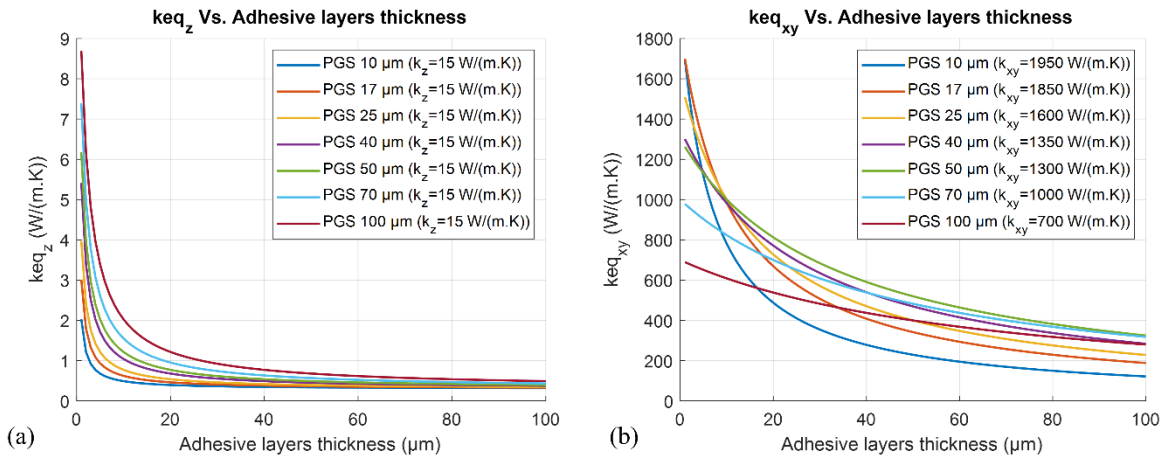 keq_z Vs. Adhesive layers thickness
9
8
7
6
5
4
3
2
1
0
keq_z (W/(m.K))
PGS 10 µm (k_z=15 W/(m.K))
PGS 17 µm (k_z=15 W/(m.K))
PGS 25 µm (k_z=15 W/(m.K))
PGS 40 µm (k_z=15 W/(m.K))
PGS 50 µm (k_z=15 W/(m.K))
PGS 70 µm (k_z=15 W/(m.K))
PGS 100 µm (k_z=15 W/(m.K))
0 20 40 60 80 100
Adhesive layers thickness (µm)
(a)
keq_xy Vs. Adhesive layers thickness
1800
1600
1400
1200
1000
800
600
400
200
0
keq_xy (W/(m.K))
PGS 10 µm (k_xy=1950 W/(m.K))
PGS 17 µm (k_xy=1850 W/(m.K))
PGS 25 µm (k_xy=1600 W/(m.K))
PGS 40 µm (k_xy=1350 W/(m.K))
PGS 50 µm (k_xy=1300 W/(m.K))
PGS 70 µm (k_xy=1000 W/(m.K))
PGS 100 µm (k_xy=700 W/(m.K))
0 20 40 60 80 100
Adhesive layers thickness (µm)
(b)